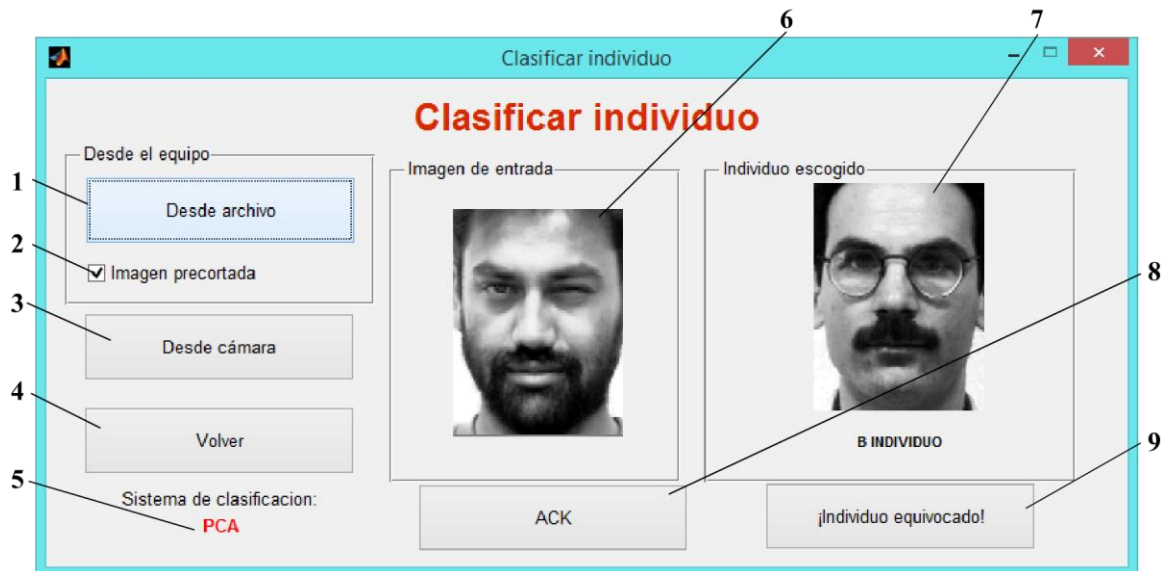 6
7
Clasificar individuo
Clasificar individuo
Desde el equipo
1
Desde archivo
2
Imagen precortada
3
Desde cámara
4
Volver
5
Sistema de clasificacion:
PCA
Imagen de entrada
ACK
Individuo escogido
B INDIVIDUO
8
9
¡Individuo equivocado!